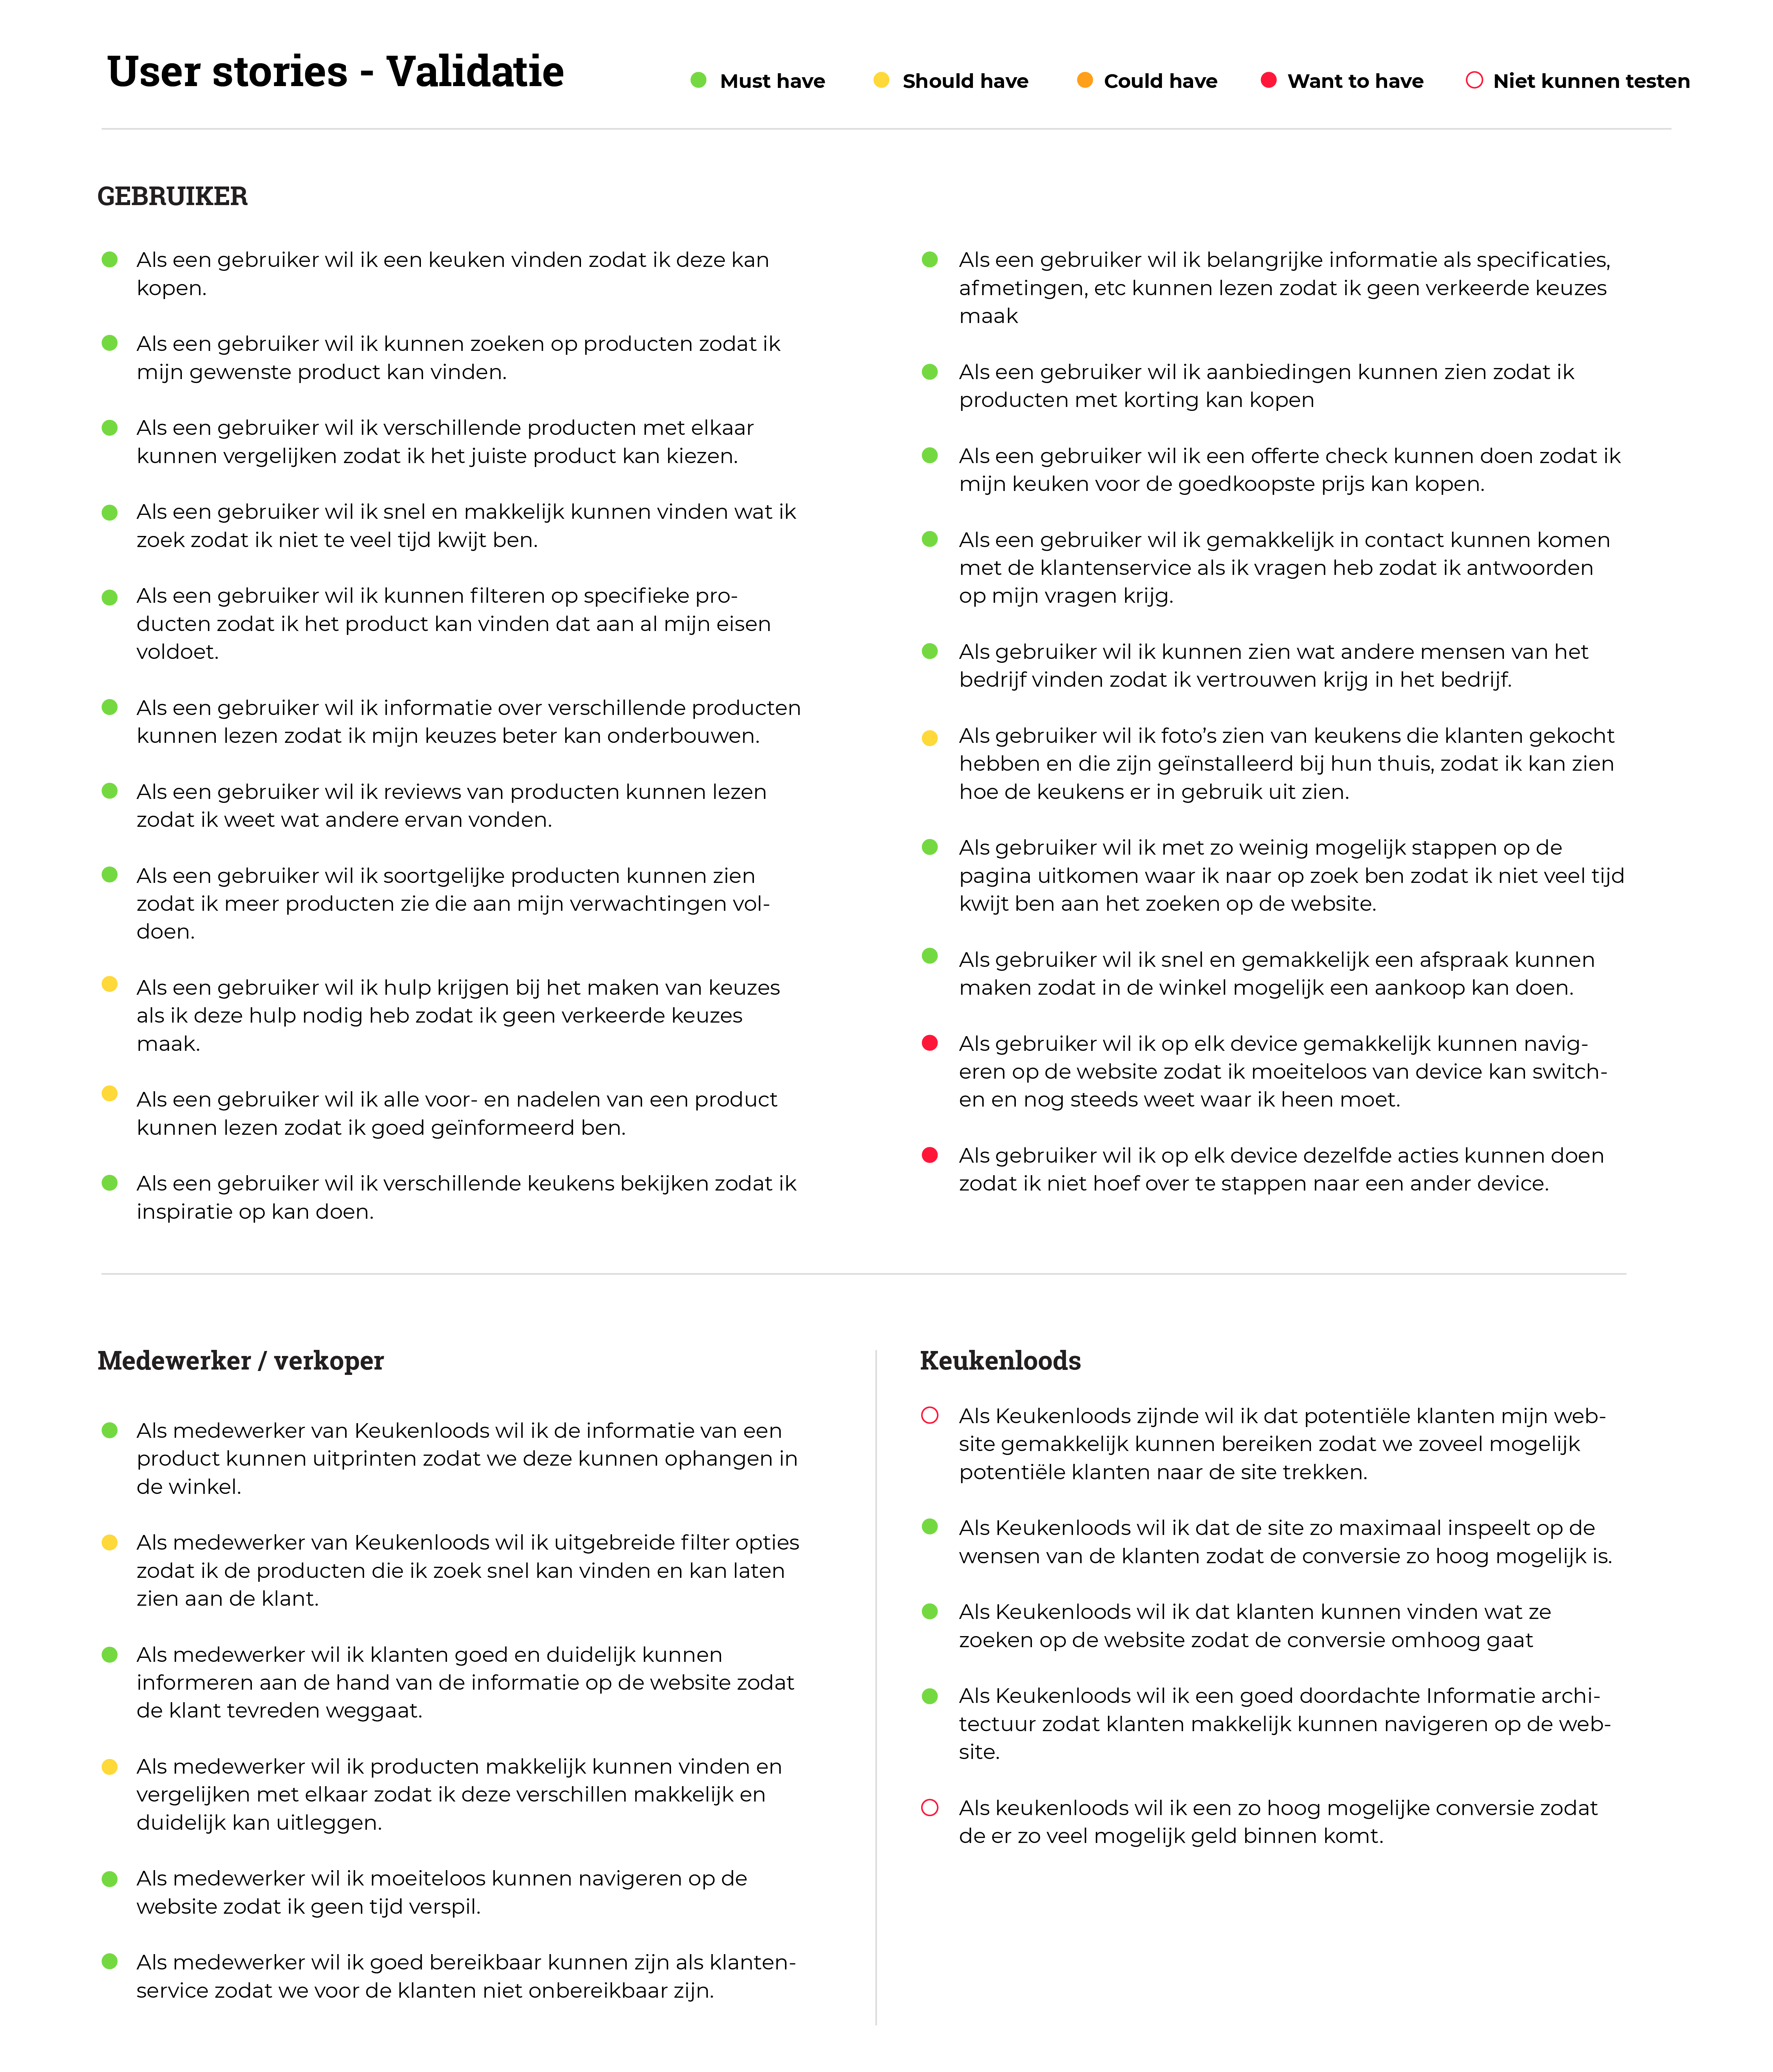 User stories - Validatie
Must have
Should have
Could have
Want to have
Niet kunnen testen
GEBRUIKER
Als een gebruiker wil ik een keuken vinden zodat ik deze kan
kopen.
Als een gebruiker wil ik kunnen zoeken op producten zodat ik
mijn gewenste product kan vinden.
Als een gebruiker wil ik verschillende producten met elkaar
kunnen vergelijken zodat ik het juiste product kan kiezen.
Als een gebruiker wil ik snel en makkelijk kunnen vinden wat ik
zoek zodat ik niet te veel tijd kwijt ben.
Als een gebruiker wil ik kunnen filteren op specifieke pro-
ducten zodat ik het product kan vinden dat aan al mijn eisen
voldoet.
Als een gebruiker wil ik informatie over verschillende producten
kunnen lezen zodat ik mijn keuzes beter kan onderbouwen.
Als een gebruiker wil ik reviews van producten kunnen lezen
zodat ik weet wat andere ervan vonden.
Als een gebruiker wil ik soortgelijke producten kunnen zien
zodat ik meer producten zie die aan mijn verwachtingen vol-
doen.
Als een gebruiker wil ik hulp krijgen bij het maken van keuzes
als ik deze hulp nodig heb zodat ik geen verkeerde keuzes
maak.
Als een gebruiker wil ik alle voor- en nadelen van een product
kunnen lezen zodat ik goed geïnformeerd ben.
Als een gebruiker wil ik verschillende keukens bekijken zodat ik
inspiratie op kan doen.
Als een gebruiker wil ik belangrijke informatie als specificaties,
afmetingen, etc kunnen lezen zodat ik geen verkeerde keuzes
maak
Als een gebruiker wil ik aanbiedingen kunnen zien zodat ik
producten met korting kan kopen
Als een gebruiker wil ik een offerte check kunnen doen zodat ik
mijn keuken voor de goedkoopste prijs kan kopen.
Als een gebruiker wil ik gemakkelijk in contact kunnen komen
met de klantenservice als ik vragen heb zodat ik antwoorden
op mijn vragen krijg.
Als gebruiker wil ik kunnen zien wat andere mensen van het
bedrijf vinden zodat ik vertrouwen krijg in het bedrijf.
Als gebruiker wil ik foto's zien van keukens die klanten gekocht
hebben en die zijn geïnstalleerd bij hun thuis, zodat ik kan zien
hoe de keukens er in gebruik uit zien.
Als gebruiker wil ik met zo weinig mogelijk stappen op de
pagina uitkomen waar ik naar op zoek ben zodat ik niet veel tijd
kwijt ben aan het zoeken op de website.
Als gebruiker wil ik snel en gemakkelijk een afspraak kunnen
maken zodat in de winkel mogelijk een aankoop kan doen.
Als gebruiker wil ik op elk device gemakkelijk kunnen navig-
eren op de website zodat ik moeiteloos van device kan switch-
en en nog steeds weet waar ik heen moet.
Als gebruiker wil ik op elk device dezelfde acties kunnen doen
zodat ik niet hoef over te stappen naar een ander device.
Medewerker / verkoper
Als medewerker van Keukenloods wil ik de informatie van een
product kunnen uitprinten zodat we deze kunnen ophangen in
de winkel.
Als medewerker van Keukenloods wil ik uitgebreide filter opties
zodat ik de producten die ik zoek snel kan vinden en kan laten
zien aan de klant.
Als medewerker wil ik klanten goed en duidelijk kunnen
informeren aan de hand van de informatie op de website zodat
de klant tevreden weggaat.
Als medewerker wil ik producten makkelijk kunnen vinden en
vergelijken met elkaar zodat ik deze verschillen makkelijk en
duidelijk kan uitleggen.
Als medewerker wil ik moeiteloos kunnen navigeren op de
website zodat ik geen tijd verspil.
Als medewerker wil ik goed bereikbaar kunnen zijn als klanten-
service zodat we voor de klanten niet onbereikbaar zijn.
Keukenloods
Als Keukenloods zijnde wil ik dat potentiële klanten mijn web-
site gemakkelijk kunnen bereiken zodat we zoveel mogelijk
potentiële klanten naar de site trekken.
Als Keukenloods wil ik dat de site zo maximaal inspeelt op de
wensen van de klanten zodat de conversie zo hoog mogelijk is.
Als Keukenloods wil ik dat klanten kunnen vinden wat ze
zoeken op de website zodat de conversie omhoog gaat
Als Keukenloods wil ik een goed doordachte Informatie archi-
tectuur zodat klanten makkelijk kunnen navigeren op de web-
site.
Als keukenloods wil ik een zo hoog mogelijke conversie zodat
de er zo veel mogelijk geld binnen komt.